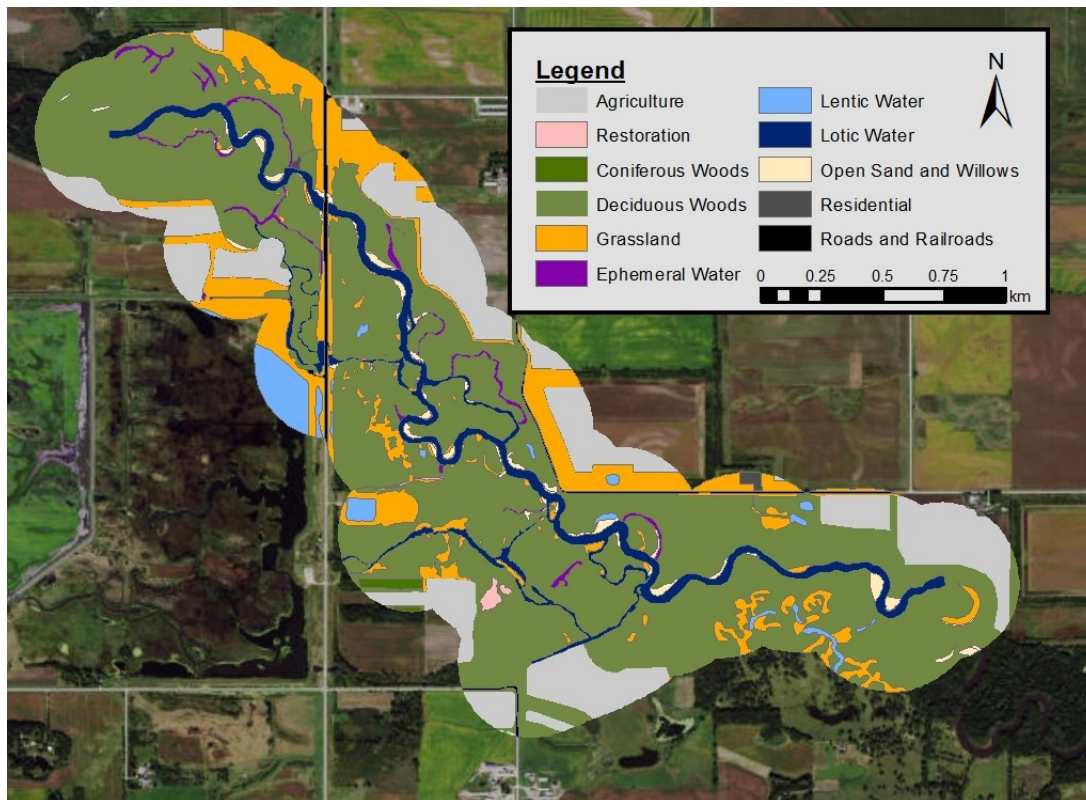 Legend
N
Agriculture
Restoration
Coniferous Woods
Deciduous Woods
Grassland
Ephemeral Water
Lentic Water
Lotic Water
Open Sand and Willows
Residential
Roads and Railroads
0 0.25 0.5 0.75 1
km